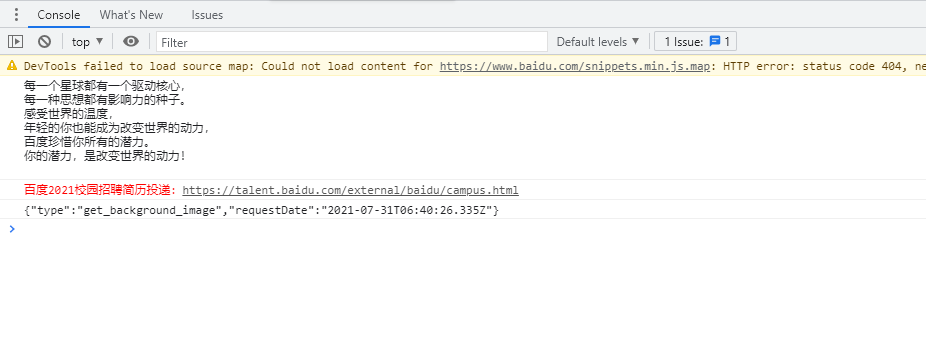 Console What's New Issues
top ▼ Filter Default levels ▼ 1 Issue: 1
DevTools failed to load source map: Could not load content for https://www.baidu.com/snippets.min.js.map: HTTP error: status code 404, ne
每一个星球都有一个驱动核心，
每一种思想都有影响力的种子。
感受世界的温度，
年轻的你也能成为改变世界的动力，
百度珍惜你所有的潜力。
你的潜力，是改变世界的动力！
百度2021校园招聘简历投递：https://talent.baidu.com/external/baidu/campus.html
{"type":"get_background_image","requestDate":"2021-07-31T06:40:26.335Z"}